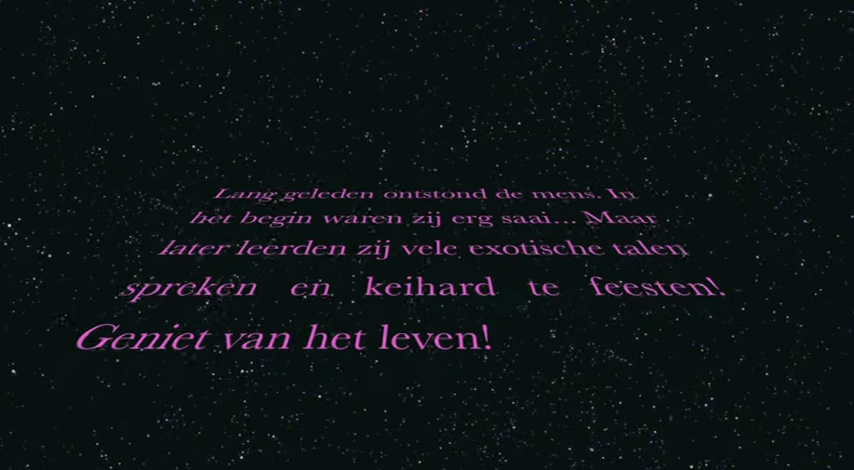 Lang geleden ontstond de mens. In
het begin waren zij erg saai... Maar
later leerden zij vele exotische talen
spreken en keihard te feesten!
Geniet van het leven!